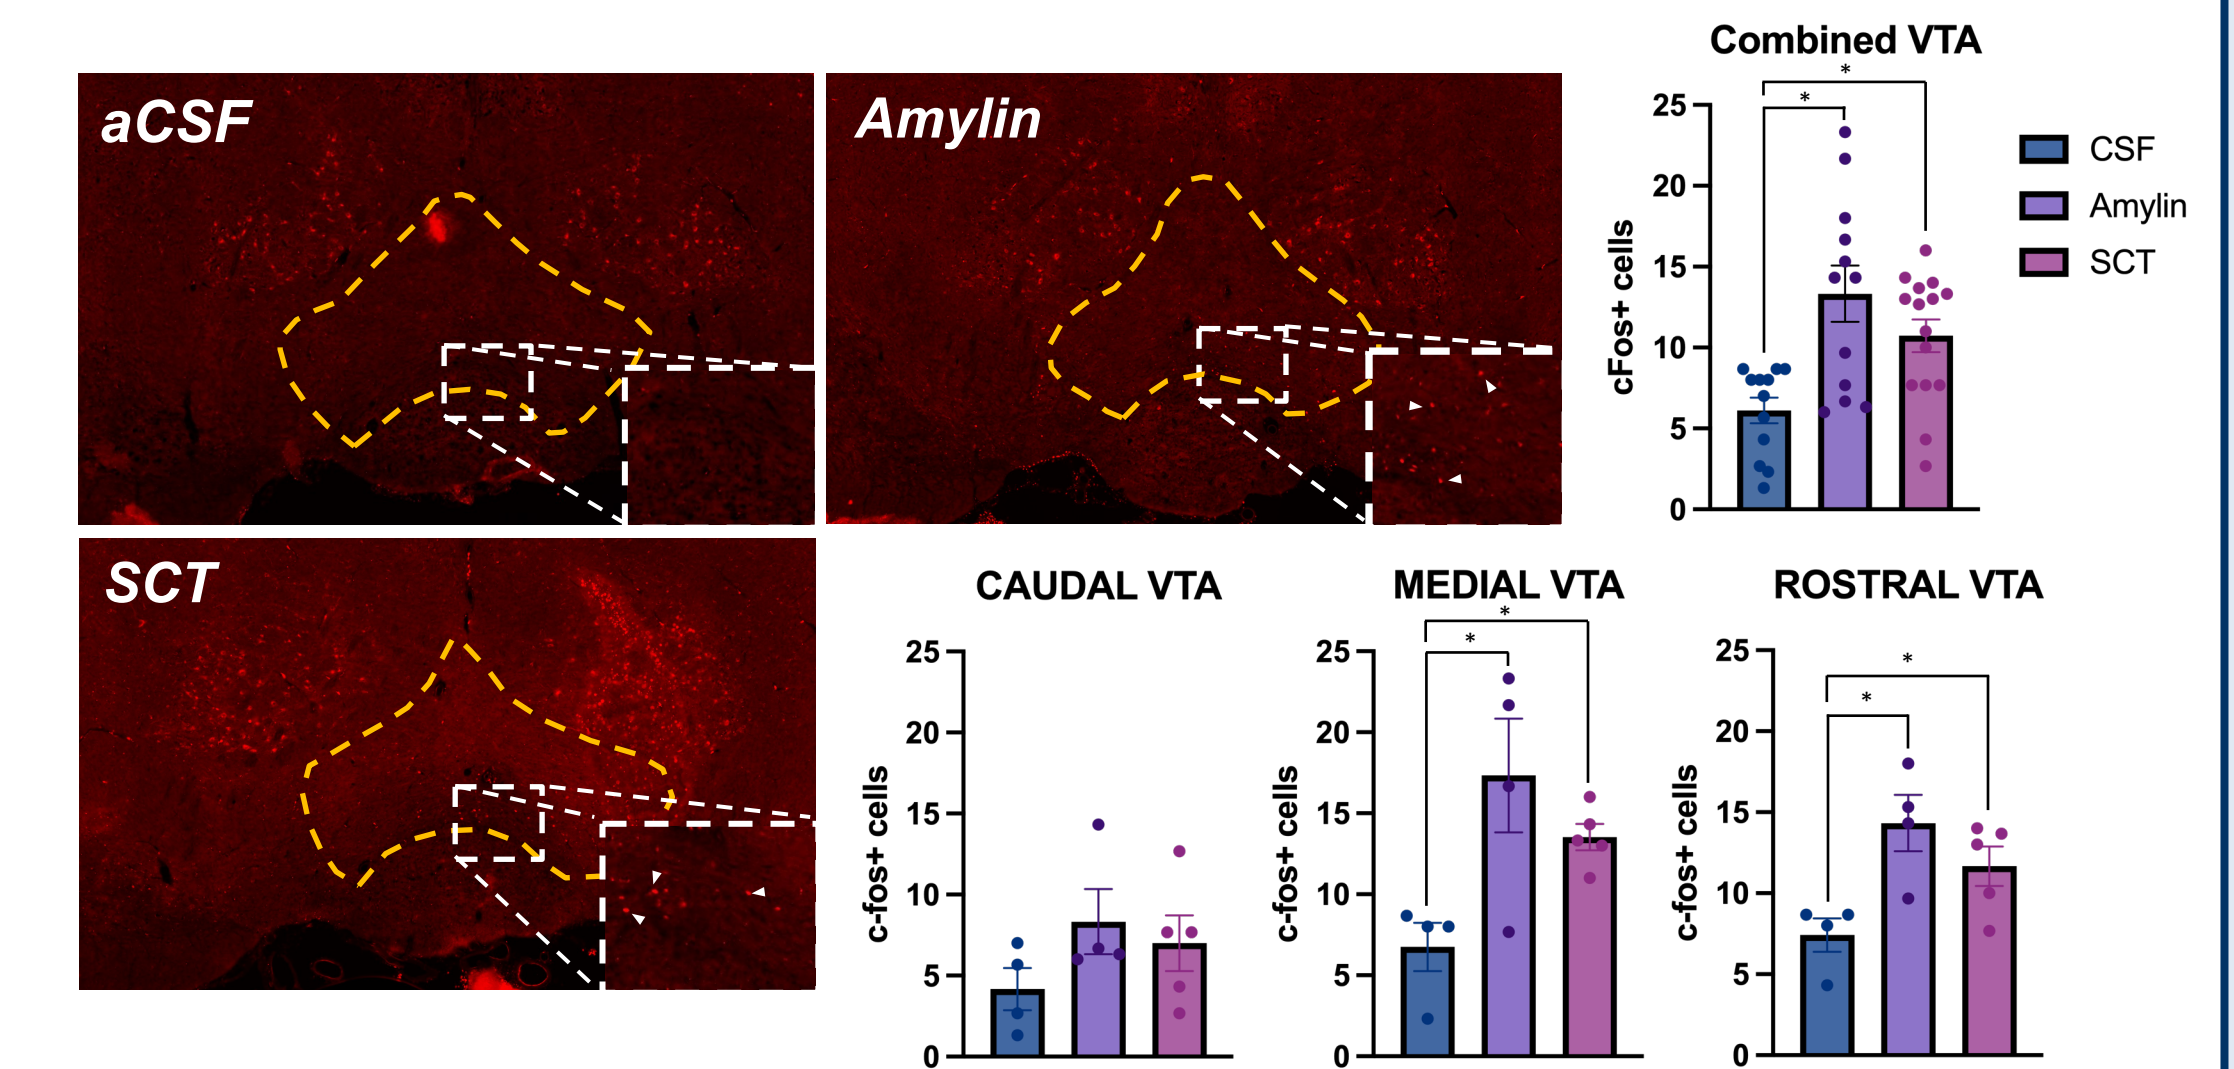 aCSF
Amylin
Combined VTA
*
*
25
20
15
10
5
0
cFos+ cells
CSF
Amylin
SCT
SCT
CAUDAL VTA
25
20
15
10
5
0
c-fos+ cells
MEDIAL VTA
*
*
25
20
15
10
5
0
c-fos+ cells
ROSTRAL VTA
*
*
25
20
15
10
5
0
c-fos+ cells